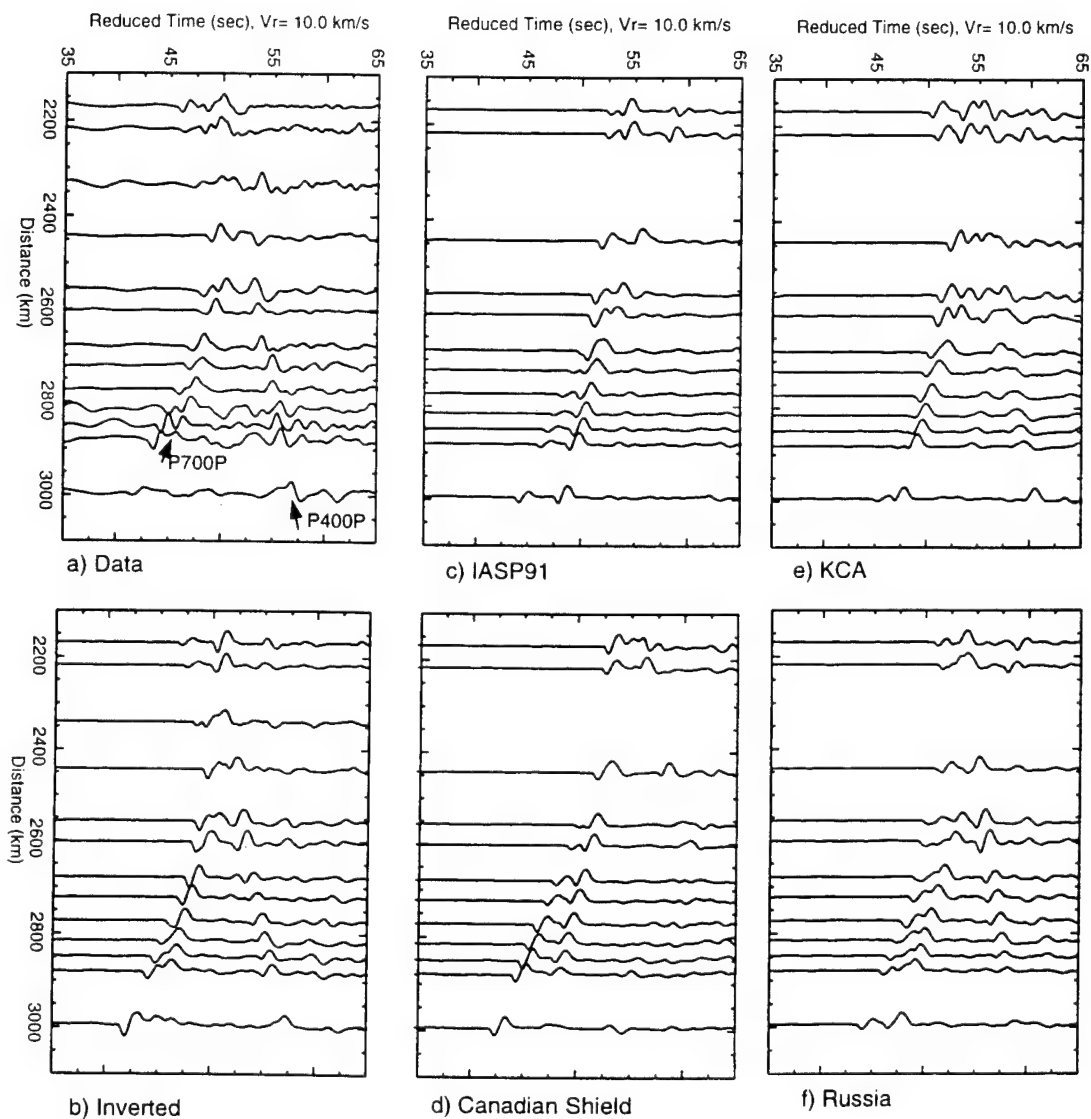 Reduced Time (sec), Vr= 10.0 km/s
35
45
55
65
2200
2400
2600
2800
3000
Distance (km)
P700P
P400P
a) Data
Reduced Time (sec), Vr= 10.0 km/s
35
45
55
65
c) IASP91
Reduced Time (sec), Vr= 10.0 km/s
35
45
55
65
e) KCA
2200
2400
2600
2800
3000
Distance (km)
b) Inverted
d) Canadian Shield
f) Russia